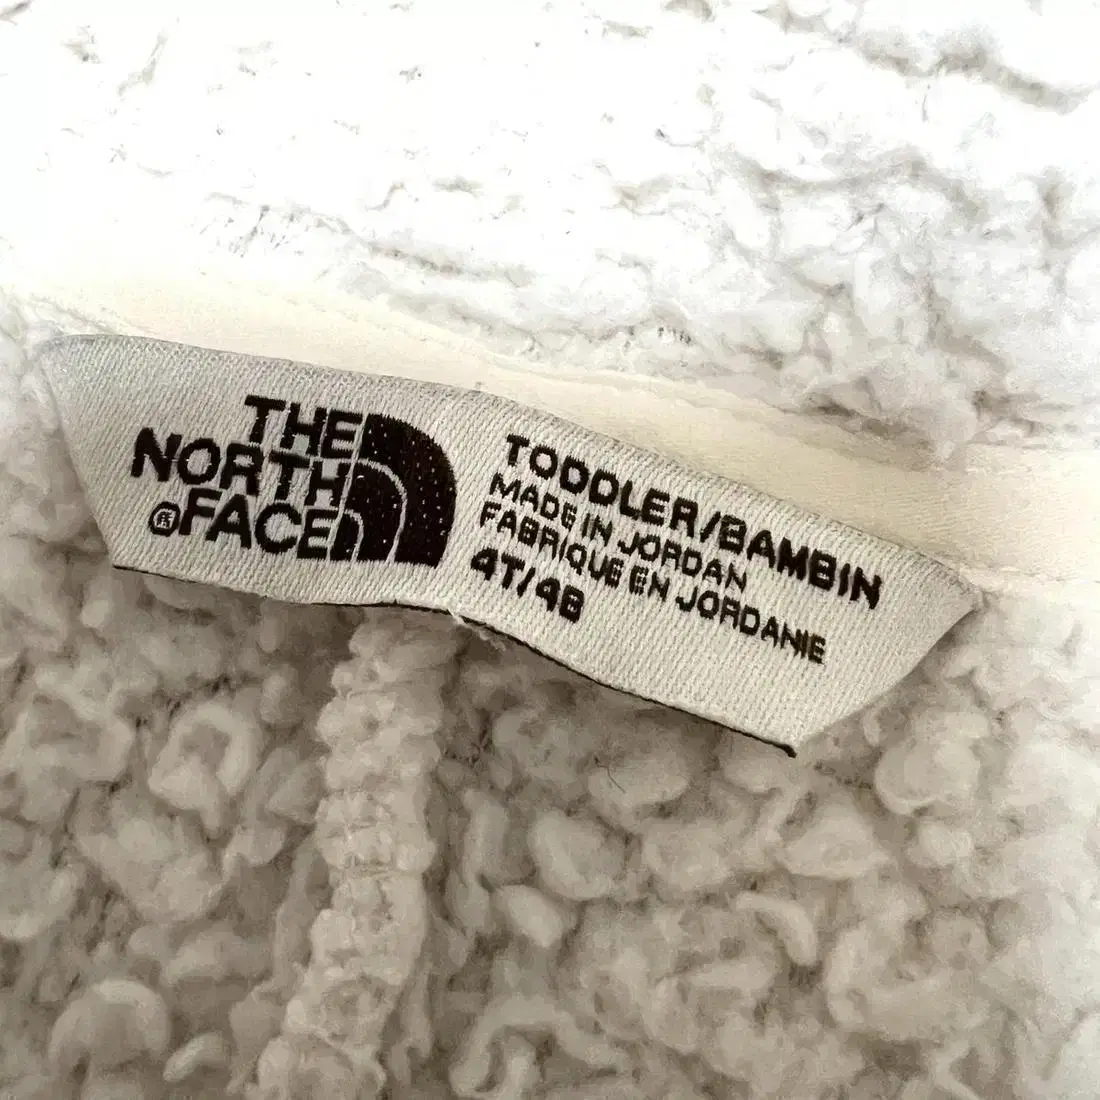 THE
NORTH
FACE
TODDLER/BAMBIN
MADE IN JORDAN
FABRIQUE EN JORDANIE
4T/4B